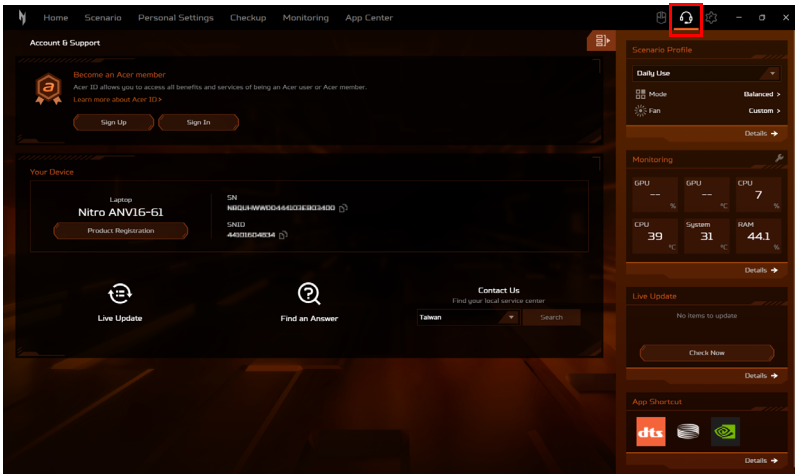 Home Scenario Personal Settings Checkup Monitoring App Center
Account & Support
Become an Acer member
Acer ID allows you to access all benefits and services of being an Acer user or Acer member.
Learn more about Acer ID >
Sign Up Sign In
Your Device
Laptop
Nitro ANV16-61
Product Registration
SN
SNID
Live Update
Find an Answer
Contact Us
Find your local service center
Taiwan Search
Scenario Profile
Daily Use
Mode Balanced >
Fan Custom >
Details
Monitoring
GPU GPU CPU
-- -- 7
% °C %
CPU System RAM
39 31 44.1
°C °C %
Details
Live Update
No items to update
Check Now
Details
App Shortcut
dts
Details